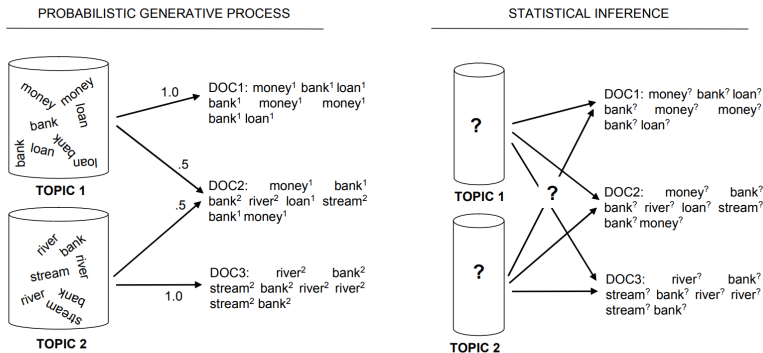 PROBABILISTIC GENERATIVE PROCESS
money
money
loan
bank
bank
loan
bank
loan
TOPIC 1
river
bank
river
stream
river
bank
stream
TOPIC 2
1.0
.5
.5
1.0
DOC1: money¹ bank¹ loan¹
bank¹ money¹ money¹
bank¹ loan¹
DOC2: money¹ bank¹
bank² river² loan¹ stream²
bank¹ money¹
DOC3: river² bank²
stream² bank² river² river²
stream² bank²
STATISTICAL INFERENCE
?
TOPIC 1
?
?
TOPIC 2
DOC1: money? bank? loan?
bank? money? money?
bank? loan?
DOC2: money? bank?
bank? river? loan? stream?
bank? money?
DOC3: river? bank?
stream? bank? river? river?
stream? bank?